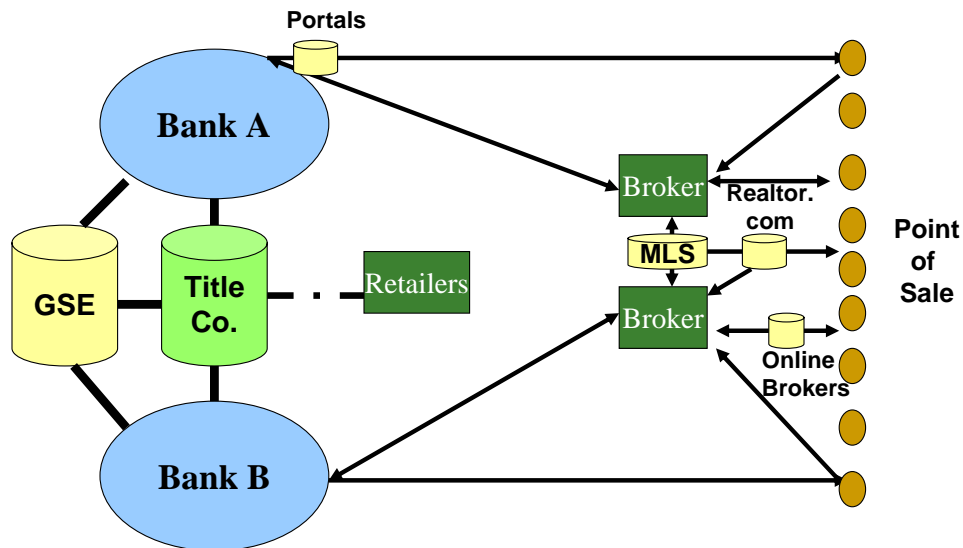 Portals
Bank A
Broker
Realtor.
com
Point
of
Sale
GSE
Title
Co.
Retailers
MLS
Broker
Online
Brokers
Bank B